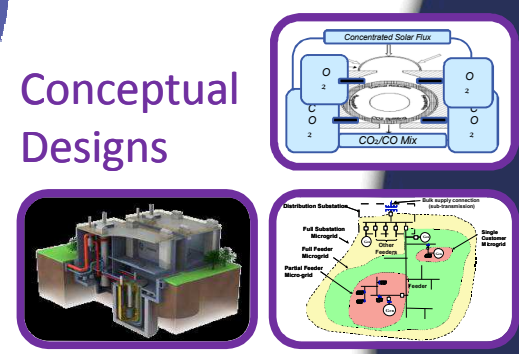 Conceptual
Designs
Concentrated Solar Flux
O
2
O
2
C
O
2
C
O
2
CO2/CO Mix
Bulk supply connection
(sub-transmission)
Distribution Substation
Full Substation
Microgrid
Other
Feeders
Single
Customer
Microgrid
Full Feeder
Microgrid
Partial Feeder
Micro-grid
Feeder
Gen